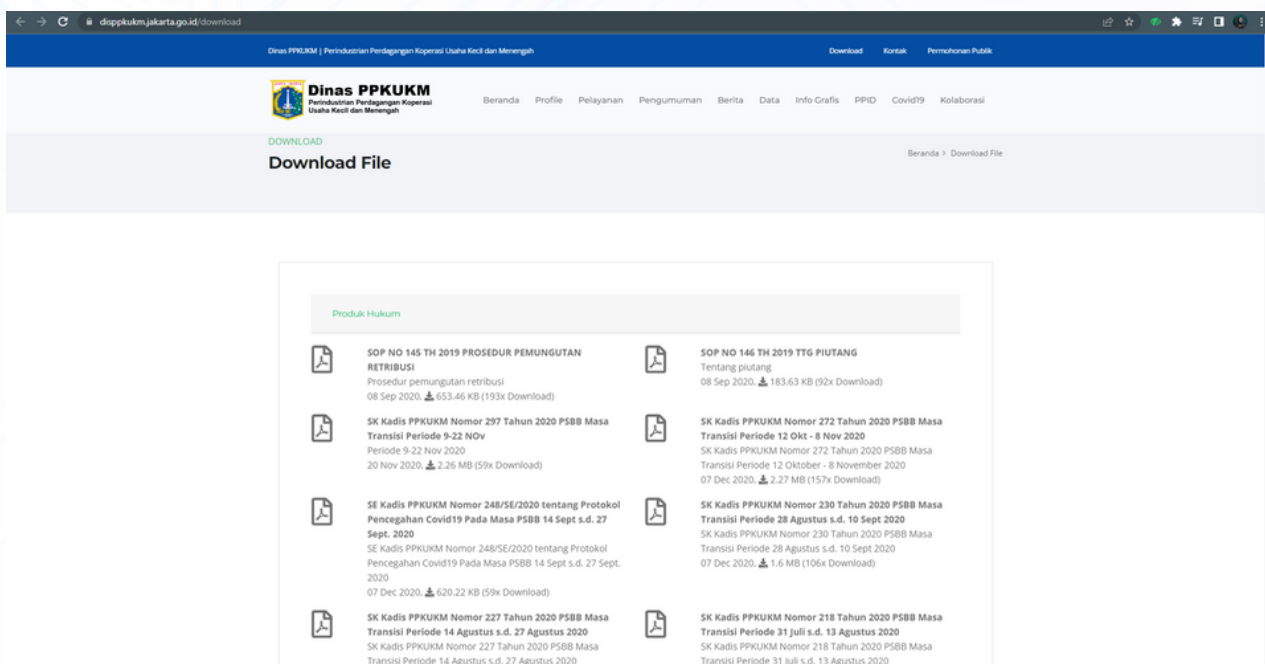 disppkukm.jakarta.go.id/download
Dinas PPKUKM | Perindustrian Perdagangan Koperasi Usaha Kecil dan Menengah
Download Kontak Permohonan Publik
Dinas PPKUKM
Perindustrian Perdagangan Koperasi
Usaha Kecil dan Menengah
Beranda Profile Pelayanan Pengumuman Berita Data Info Grafis PPID Covid19 Kolaborasi
DOWNLOAD
Download File
Beranda > Download File
Produk Hukum
SOP NO 145 TH 2019 PROSEDUR PEMUNGUTAN
RETRIBUSI
Prosedur pemungutan retribusi
08 Sep 2020, 653.46 KB (193x Download)
SOP NO 146 TH 2019 TTG PIUTANG
Tentang piutang
08 Sep 2020, 183.63 KB (92x Download)
SK Kadis PPKUKM Nomor 297 Tahun 2020 PSBB Masa
Transisi Periode 9-22 NOv
Periode 9-22 Nov 2020
20 Nov 2020, 2.26 MB (59x Download)
SK Kadis PPKUKM Nomor 272 Tahun 2020 PSBB Masa
Transisi Periode 12 Okt - 8 Nov 2020
SK Kadis PPKUKM Nomor 272 Tahun 2020 PSBB Masa
Transisi Periode 12 Oktober - 8 November 2020
07 Dec 2020, 2.27 MB (157x Download)
SE Kadis PPKUKM Nomor 248/SE/2020 tentang Protokol
Pencegahan Covid19 Pada Masa PSBB 14 Sept s.d. 27
Sept. 2020
SE Kadis PPKUKM Nomor 248/SE/2020 tentang Protokol
Pencegahan Covid19 Pada Masa PSBB 14 Sept s.d. 27 Sept.
2020
07 Dec 2020, 620.22 KB (59x Download)
SK Kadis PPKUKM Nomor 230 Tahun 2020 PSBB Masa
Transisi Periode 28 Agustus s.d. 10 Sept 2020
SK Kadis PPKUKM Nomor 230 Tahun 2020 PSBB Masa
Transisi Periode 28 Agustus s.d. 10 Sept 2020
07 Dec 2020, 1.6 MB (106x Download)
SK Kadis PPKUKM Nomor 227 Tahun 2020 PSBB Masa
Transisi Periode 14 Agustus s.d. 27 Agustus 2020
SK Kadis PPKUKM Nomor 227 Tahun 2020 PSBB Masa
Transisi Periode 14 Agustus s.d. 27 Agustus 2020
SK Kadis PPKUKM Nomor 218 Tahun 2020 PSBB Masa
Transisi Periode 31 Juli s.d. 13 Agustus 2020
SK Kadis PPKUKM Nomor 218 Tahun 2020 PSBB Masa
Transisi Periode 31 Juli s.d. 13 Agustus 2020